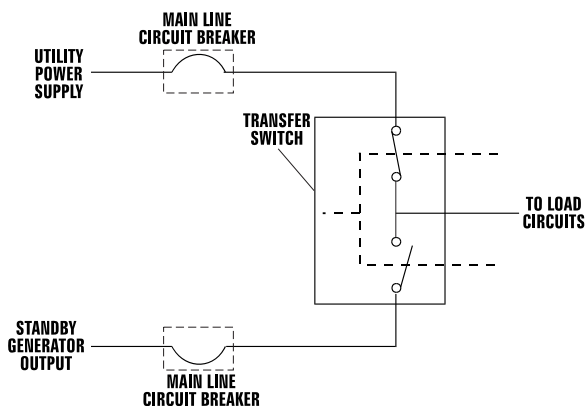 MAIN LINE
CIRCUIT BREAKER
UTILITY
POWER
SUPPLY
TRANSFER
SWITCH
TO LOAD
CIRCUITS
STANDBY
GENERATOR
OUTPUT
MAIN LINE
CIRCUIT BREAKER